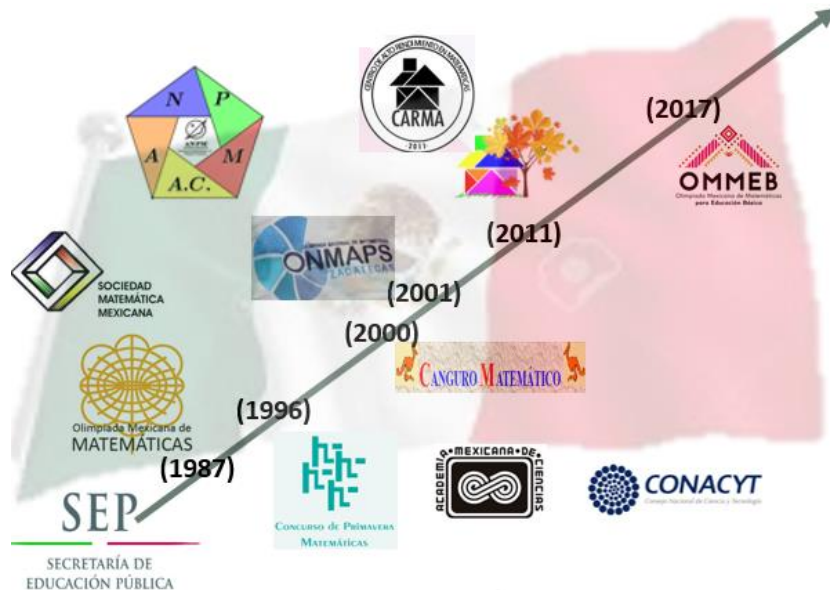 CENTRO DE ALTO RENDIMIENTO EN MATEMÁTICAS
CARMA
·2011·
N P
A M
A.C.
ANPM
(2017)
OMMEB
Olimpiada Mexicana de Matemáticas
para Educación Básica
ONMAPS
ZACATECAS
(2011)
SOCIEDAD
MATEMÁTICA
MEXICANA
(2001)
(2000)
CANGURO MATEMÁTICO
Olimpiada Mexicana de
MATEMÁTICAS
(1996)
(1987)
ACADEMIA·MEXICANA·DE·CIENCIAS
CONACYT
Consejo Nacional de Ciencia y Tecnología
SEP
SECRETARÍA DE
EDUCACIÓN PÚBLICA
CONCURSO DE PRIMAVERA
MATEMÁTICAS